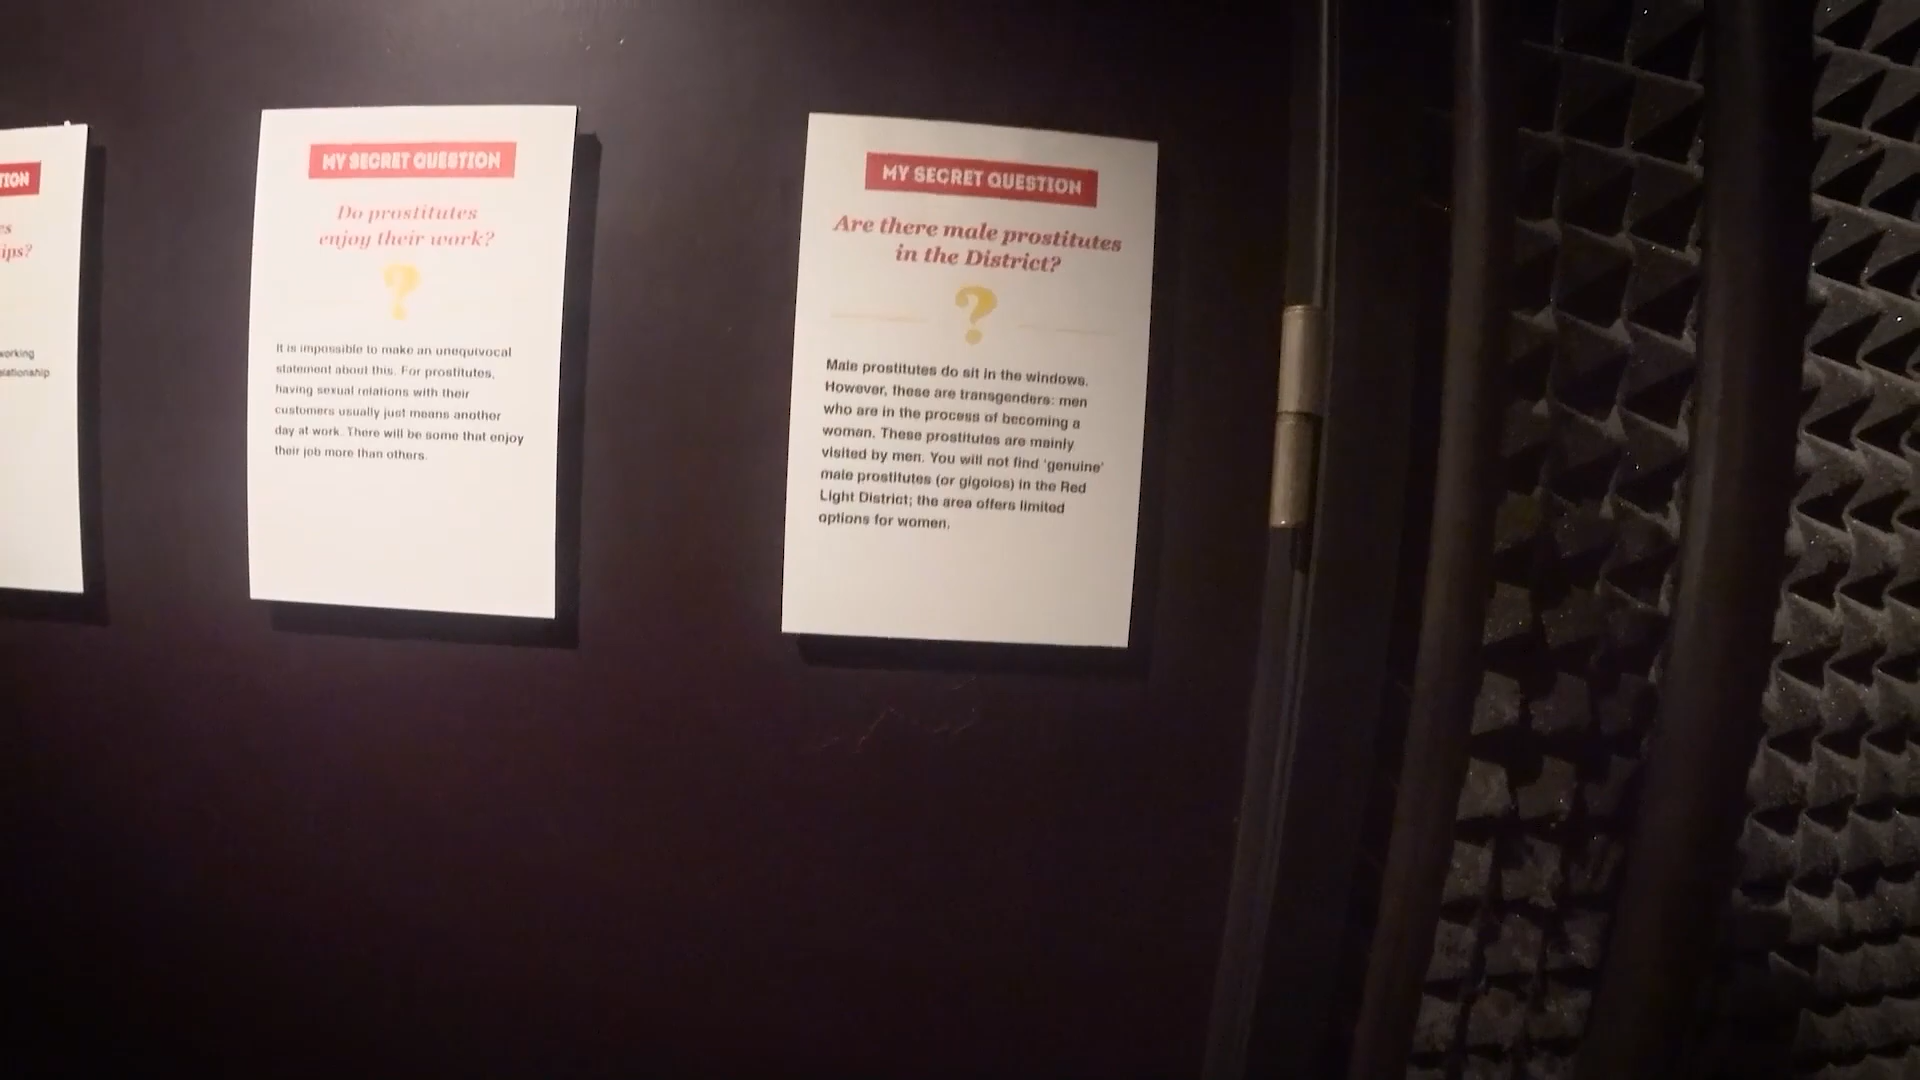 TION
es
ips?
working
elationship
MY SECRET QUESTION
Do prostitutes
enjoy their work?
?
It is impossible to make an unequivocal
statement about this. For prostitutes,
having sexual relations with their
customers usually just means another
day at work. There will be some that enjoy
their job more than others.
MY SECRET QUESTION
Are there male prostitutes
in the District?
?
Male prostitutes do sit in the windows.
However, these are transgenders: men
who are in the process of becoming a
woman. These prostitutes are mainly
visited by men. You will not find 'genuine'
male prostitutes (or gigolos) in the Red
Light District; the area offers limited
options for women.